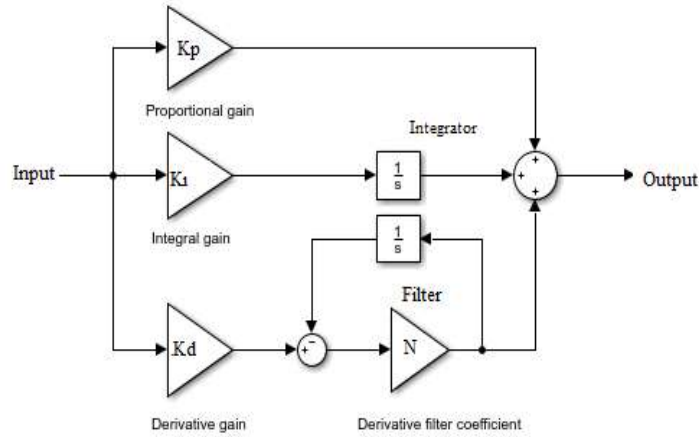 Kp
Proportional gain
Integrator
Input
K1
1
s
+
+
+
Output
Integral gain
1
s
Filter
Kd
+
−
N
Derivative gain
Derivative filter coefficient